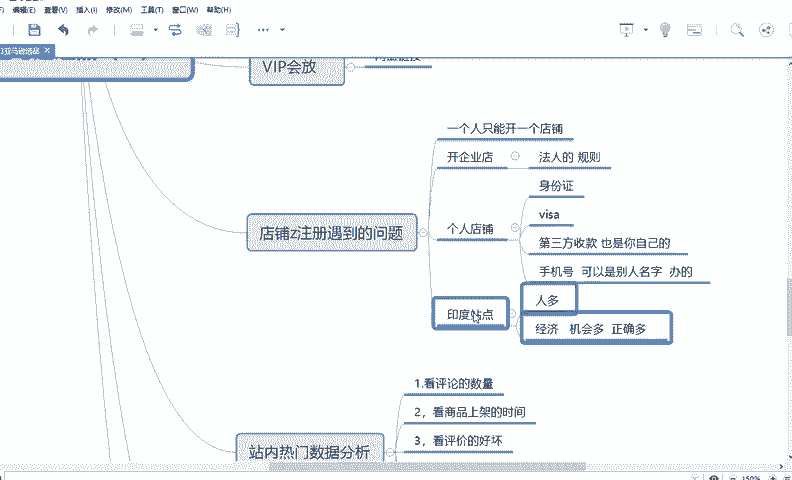 编辑(E) 查看(V) 插入(I) 修改(M) 工具(T) 窗口(W) 帮助(H)
VIP会放
一个人只能开一个店铺
开企业店
法人的 规则
身份证
visa
店铺z注册遇到的问题
个人店铺
第三方收款 也是你自己的
手机号 可以是别人名字 办的
人多
印度站点
经济 机会多 正确多
1.看评论的数量
2，看商品上架的时间
3，看评价的好坏
站内热门数据分析
150%